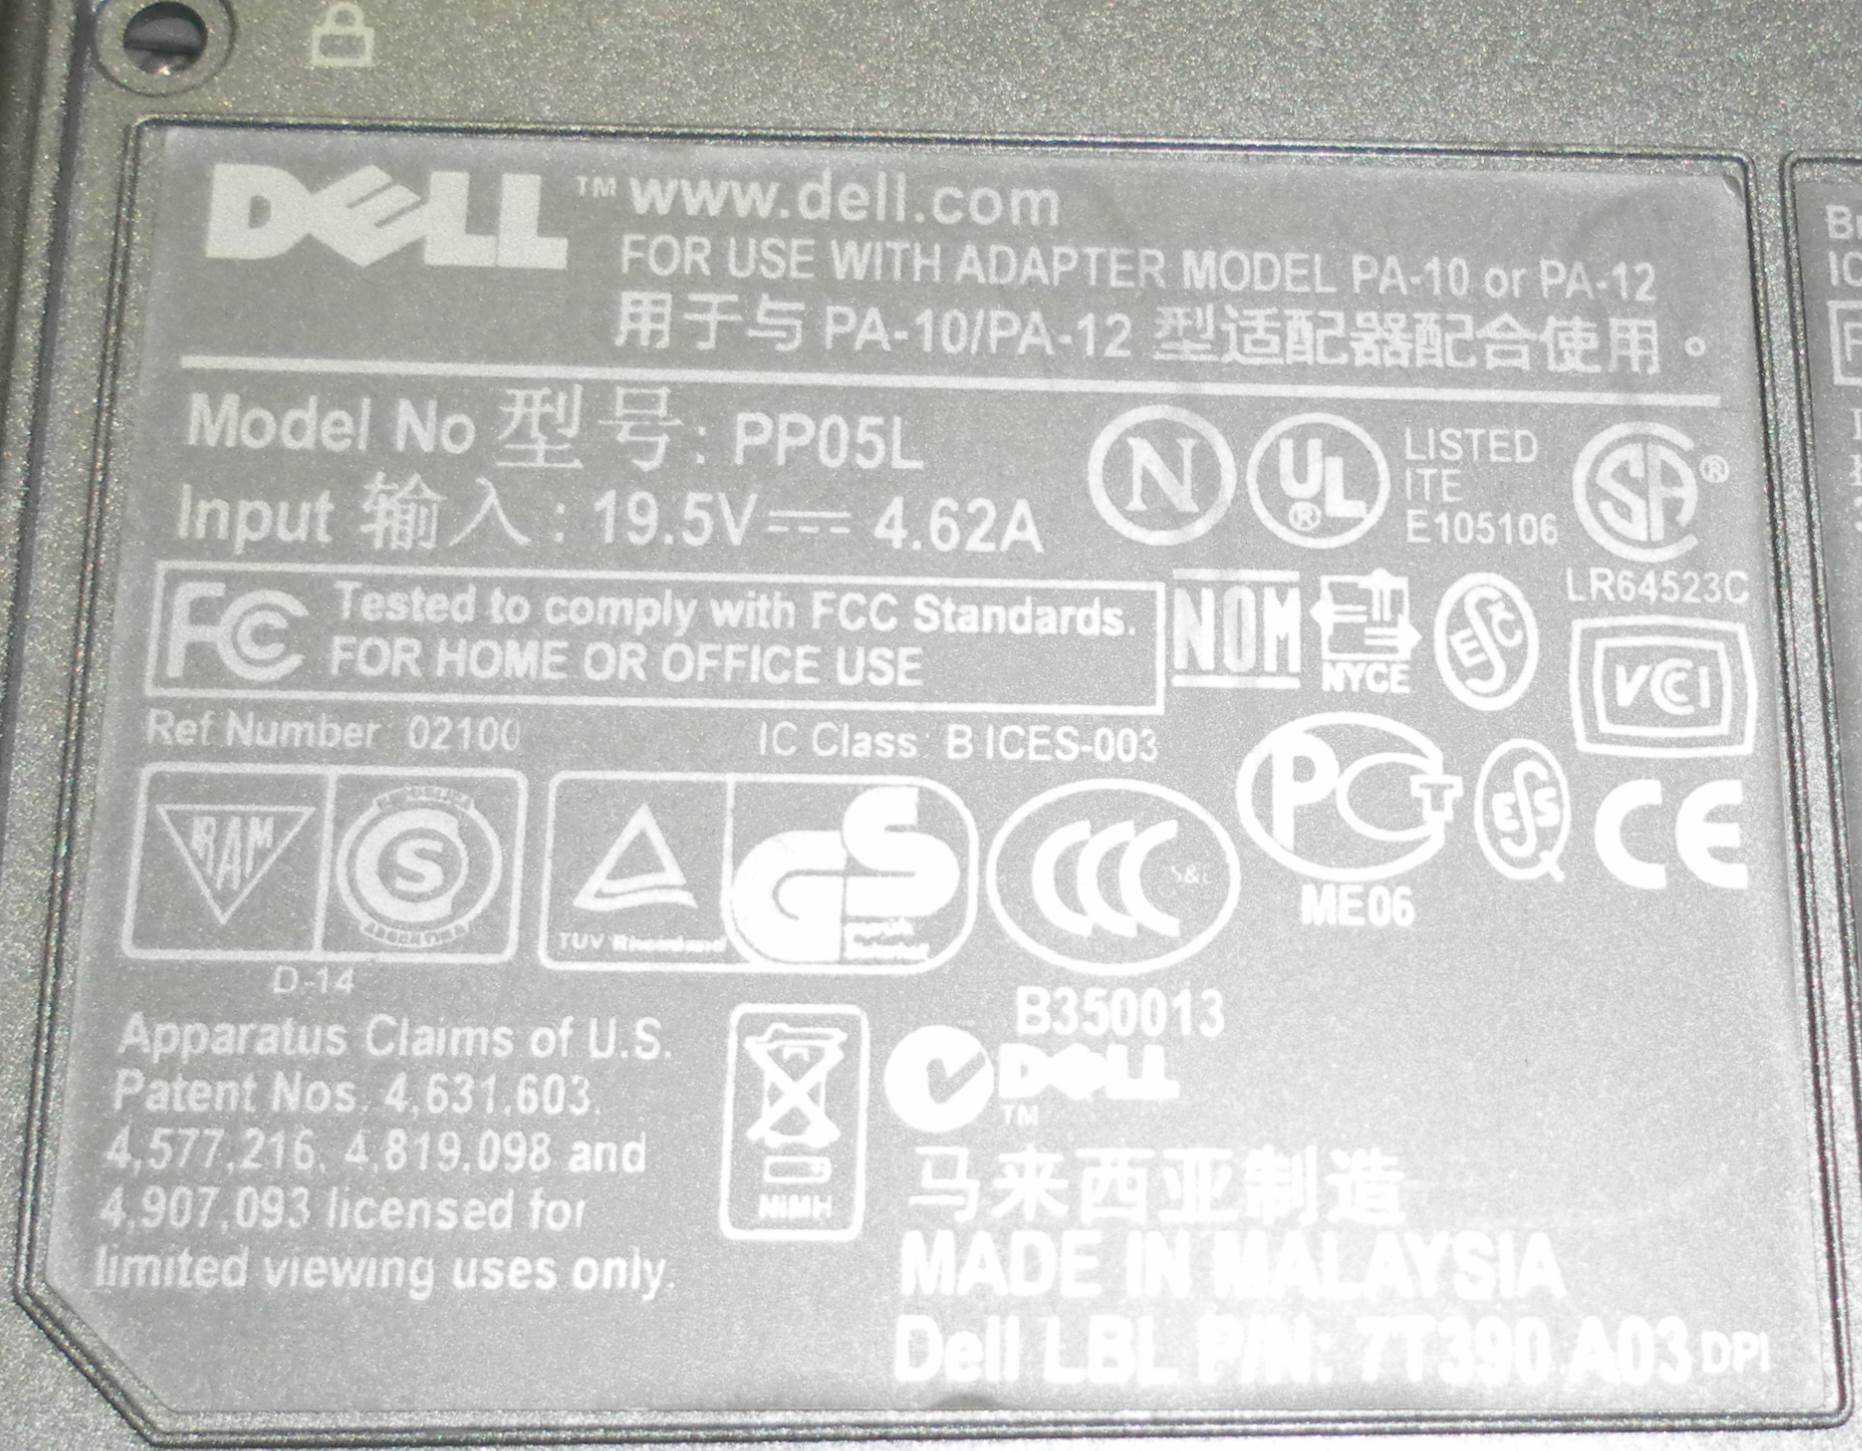 DELL™ www.dell.com
FOR USE WITH ADAPTER MODEL PA-10 or PA-12
用于与 PA-10/PA-12 型适配器配合使用。
Model No 型号: PP05L
Input 输入: 19.5V 4.62A
N
UL ®
LISTED
ITE
E105106
SA®
LR64523C
FC Tested to comply with FCC Standards.
FOR HOME OR OFFICE USE
NOM
NYCE
VCCI
Ref Number 02100
IC Class B ICES-003
IRAM
S
ARGENTINA
D-14
TUV Rheinland
GS
geprüfte
Sicherheit
CCC S&E
B350013
PCT
ME06
CE
Apparatus Claims of U.S.
Patent Nos. 4,631,603,
4,577,216, 4,819,098 and
4,907,093 licensed for
limited viewing uses only.
NiMH
DELL
TM
马来西亚制造
MADE IN MALAYSIA
Dell LBL P/N: 7T390 A03 DPI